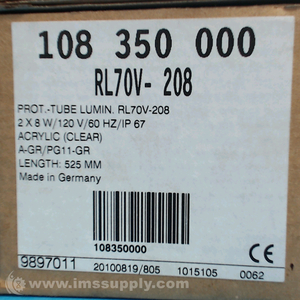 108 350 000
RL70V- 208
PROT.-TUBE LUMIN. RL70V-208
2 X 8 W/120 V/60 HZ/IP 67
ACRYLIC (CLEAR)
A-GR/PG11-GR
LENGTH: 525 MM
Made in Germany
108350000
CE
9897011
20100819/805 1015105 0062
© www.imssupply.com